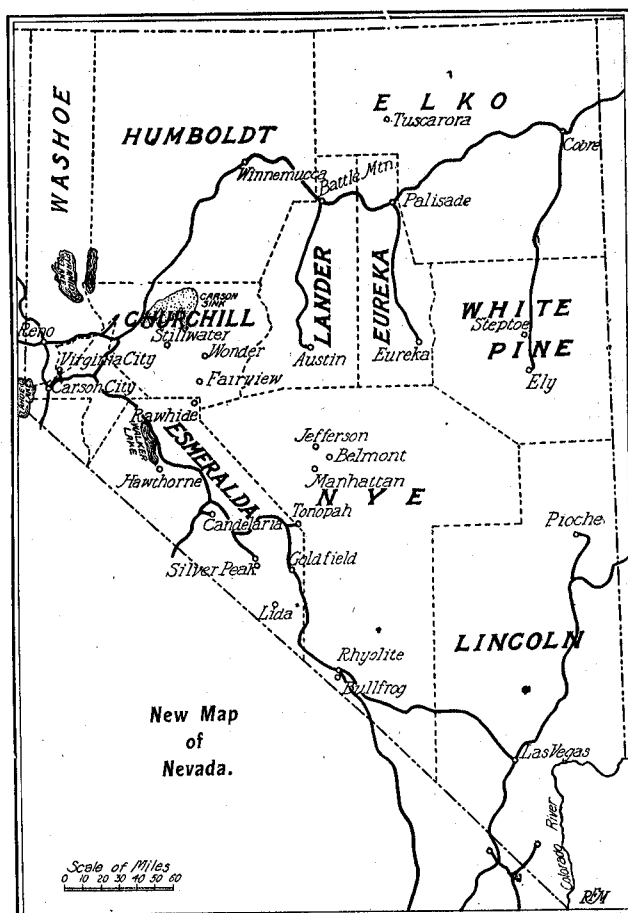 WASHOE
HUMBOLDT
ELKO
Tuscarora
Cobre
Winnemucca
Battle Mtn.
Palisade
LANDER
EUREKA
WHITE
PINE
Steptoe
Ely
CARSON
SINK
CHURCHILL
Reno
Stillwater
Wonder
Austin
Eureka
Virginia City
Carson City
Fairview
Rawhide
ESMERALDA
WALKER
LAKE
Hawthorne
Jefferson
Belmont
Manhattan
NYE
Candelaria
Tonopah
Pioche
Silver Peak
Goldfield
Lida
LINCOLN
Rhyolite
Bullfrog
New Map
of
Nevada.
Las Vegas
Colorado River
Scale of Miles
0 10 20 30 40 50 60